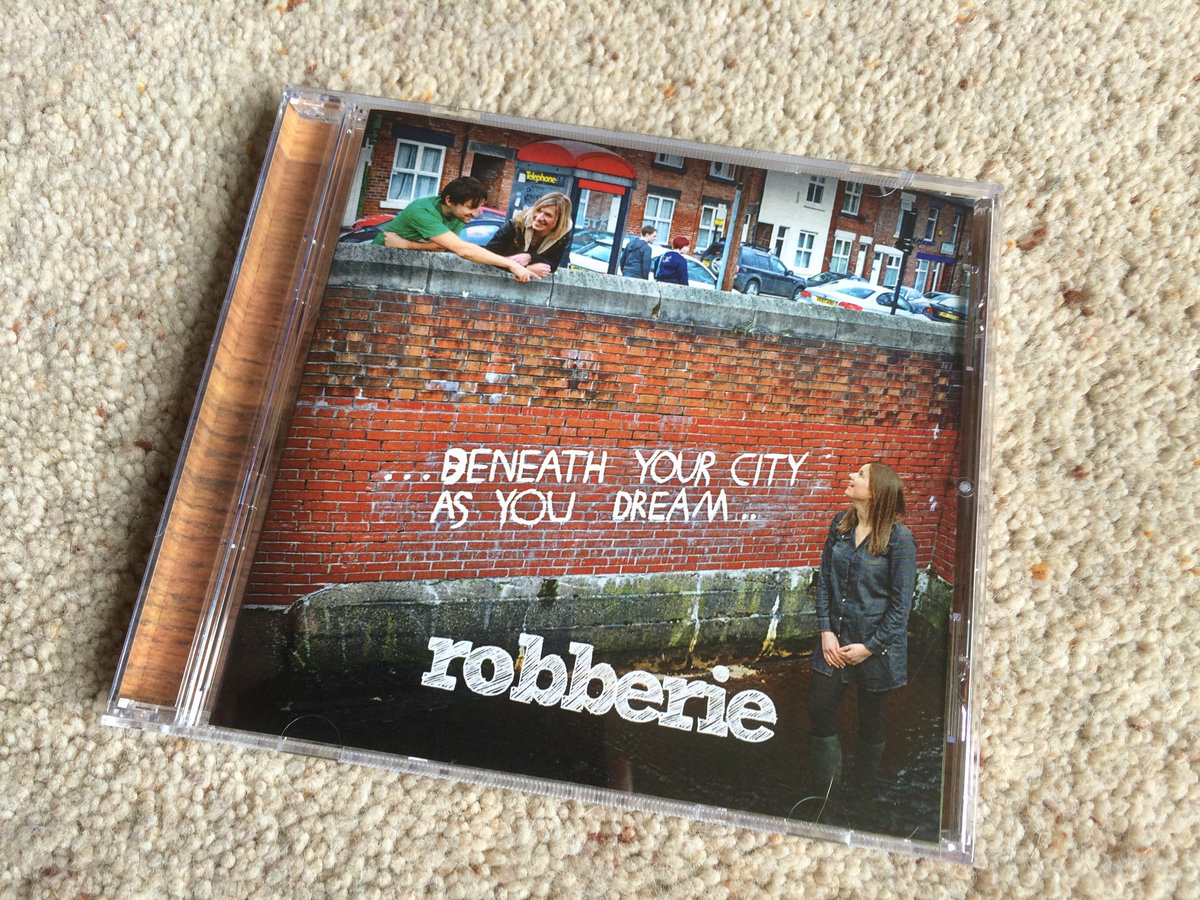 Telephone
...BENEATH YOUR CITY
AS YOU DREAM..
robberie